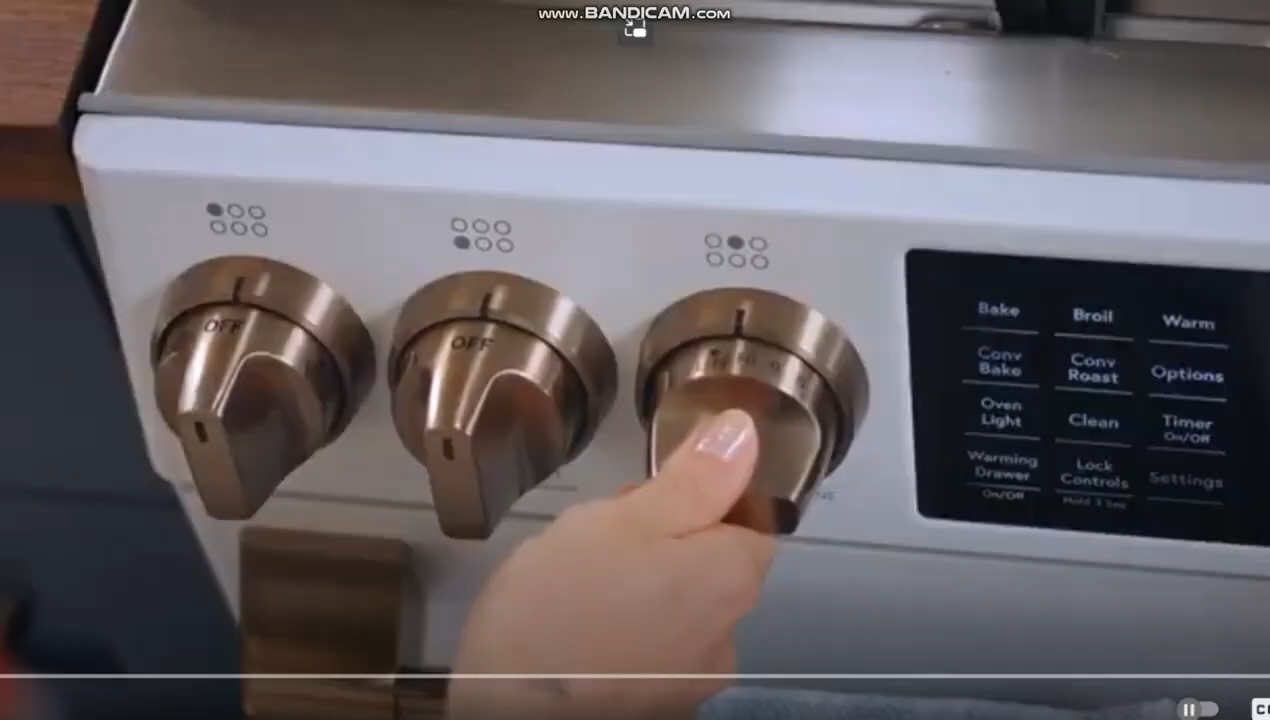 www.BANDICAM.com
OFF
OFF
Bake
Broil
Warm
Conv
Bake
Conv
Roast
Options
Oven
Light
Clean
Timer
On/Off
Warming
Drawer
On/Off
Lock
Controls
Hold 3 Sec
Settings